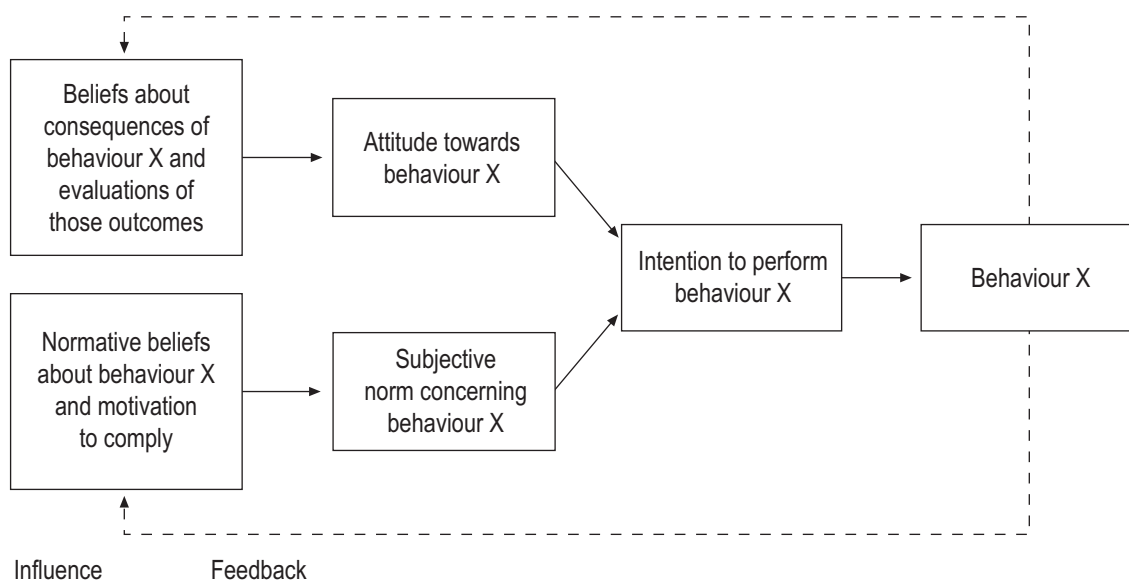 Beliefs about
consequences of
behaviour X and
evaluations of
those outcomes
Attitude towards
behaviour X
Intention to perform
behaviour X
Behaviour X
Normative beliefs
about behaviour X
and motivation
to comply
Subjective
norm concerning
behaviour X
Influence
Feedback